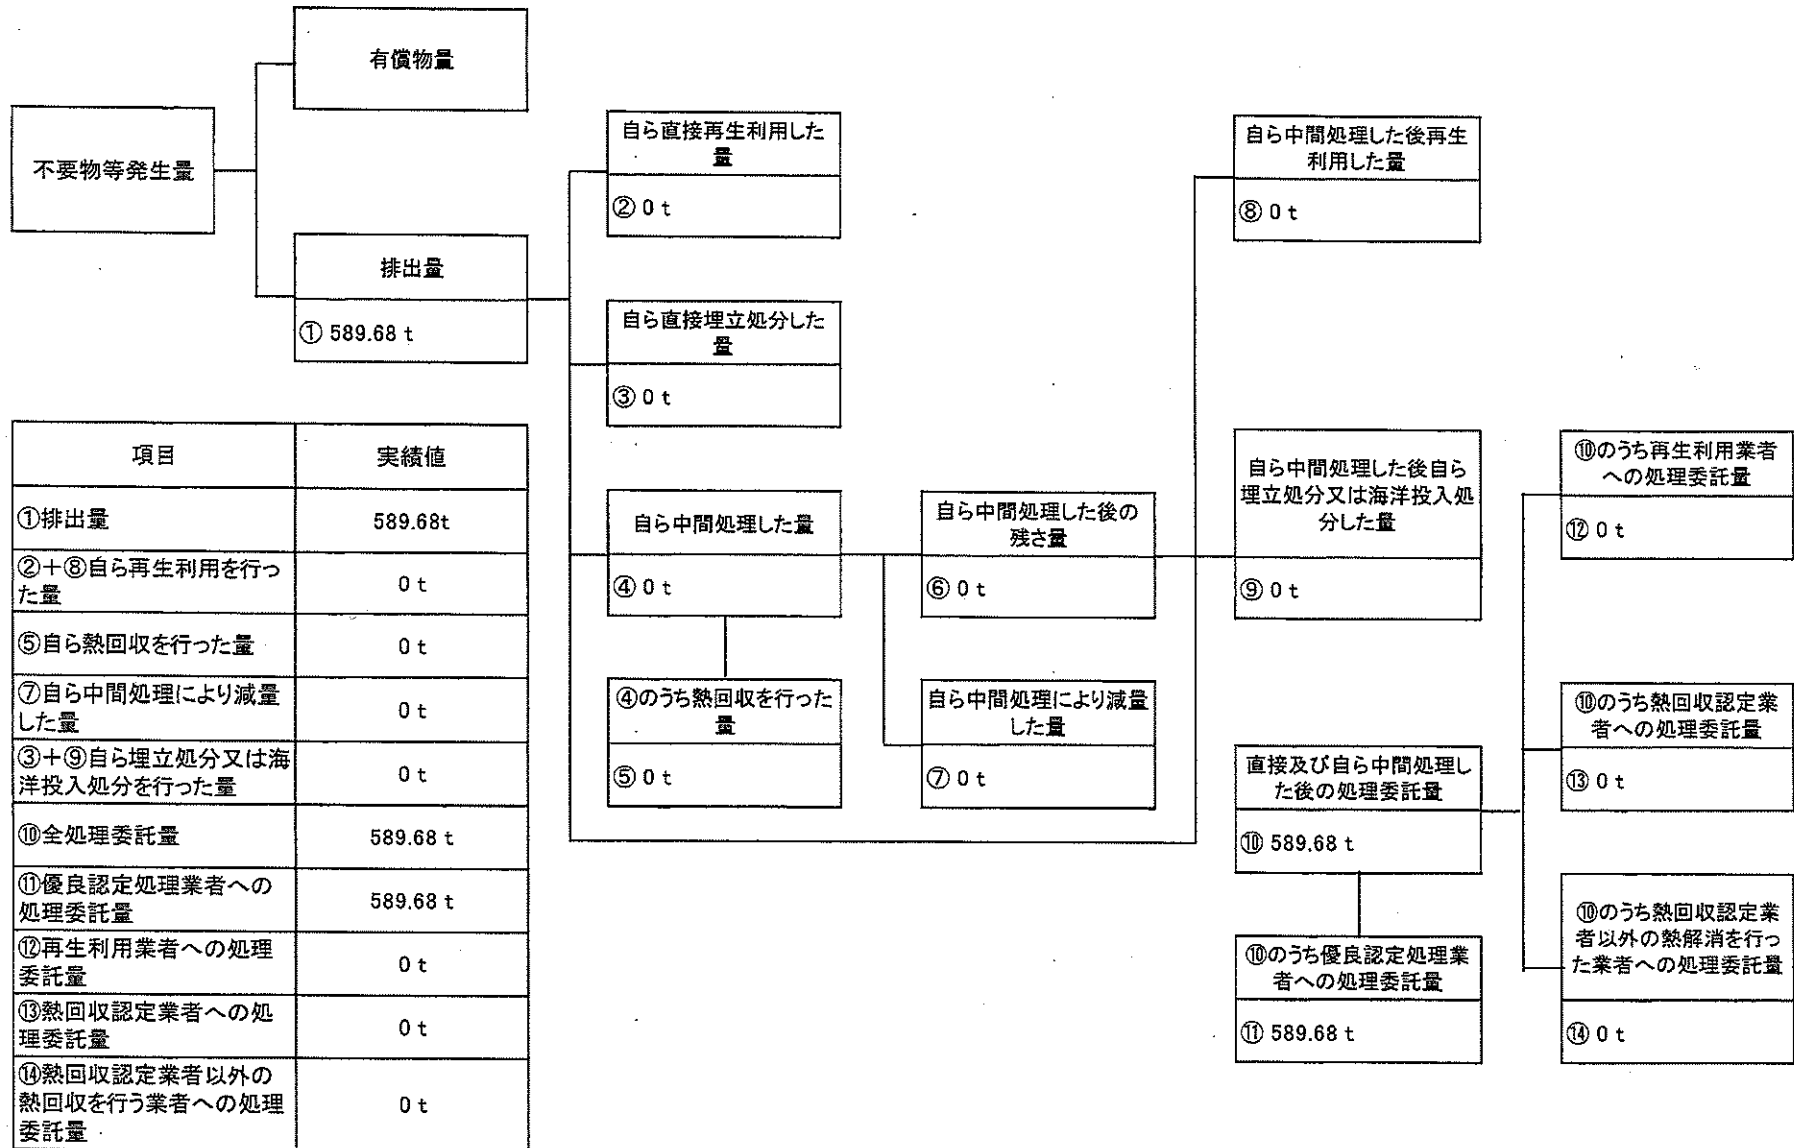 有償物量
不要物等発生量
排出量
① 589.68 t
自ら直接再生利用した
量
② 0 t
自ら直接埋立処分した
量
③ 0 t
自ら中間処理した量
④ 0 t
④のうち熱回収を行った
量
⑤ 0 t
自ら中間処理した後の
残さ量
⑥ 0 t
自ら中間処理により減量
した量
⑦ 0 t
自ら中間処理した後再生
利用した量
⑧ 0 t
自ら中間処理した後自ら
埋立処分又は海洋投入処
分した量
⑨ 0 t
直接及び自ら中間処理し
た後の処理委託量
⑩ 589.68 t
⑩のうち優良認定処理業
者への処理委託量
⑪ 589.68 t
⑩のうち再生利用業者
への処理委託量
⑫ 0 t
⑩のうち熱回収認定業
者への処理委託量
⑬ 0 t
⑩のうち熱回収認定業
者以外の熱解消を行っ
た業者への処理委託量
⑭ 0 t
項目 実績値
①排出量 589.68t
②＋⑧自ら再生利用を行っ
た量 0 t
⑤自ら熱回収を行った量 0 t
⑦自ら中間処理により減量
した量 0 t
③＋⑨自ら埋立処分又は海
洋投入処分を行った量 0 t
⑩全処理委託量 589.68 t
⑪優良認定処理業者への
処理委託量 589.68 t
⑫再生利用業者への処理
委託量 0 t
⑬熱回収認定業者への処
理委託量 0 t
⑭熱回収認定業者以外の
熱回収を行う業者への処理
委託量 0 t